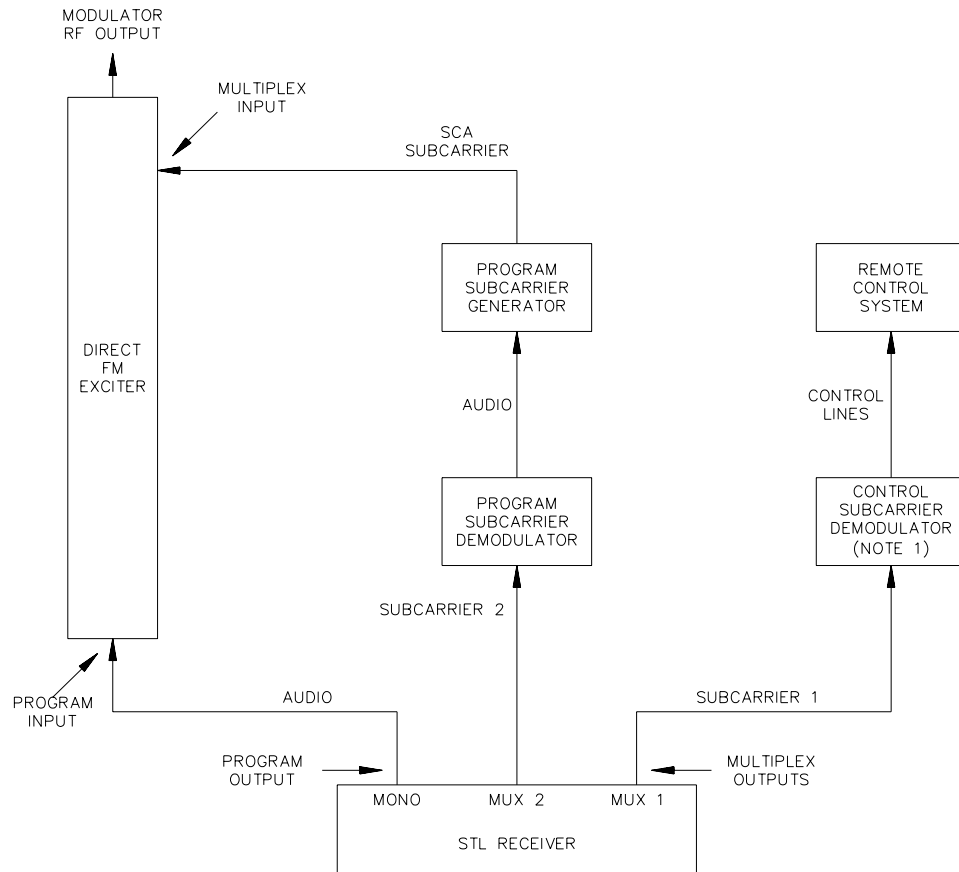 MODULATOR
RF OUTPUT
MULTIPLEX
INPUT
SCA
SUBCARRIER
PROGRAM
SUBCARRIER
GENERATOR
REMOTE
CONTROL
SYSTEM
DIRECT
FM
EXCITER
AUDIO
CONTROL
LINES
PROGRAM
SUBCARRIER
DEMODULATOR
CONTROL
SUBCARRIER
DEMODULATOR
(NOTE 1)
SUBCARRIER 2
PROGRAM
INPUT
AUDIO
SUBCARRIER 1
PROGRAM
OUTPUT
MULTIPLEX
OUTPUTS
MONO
MUX 2
MUX 1
STL RECEIVER